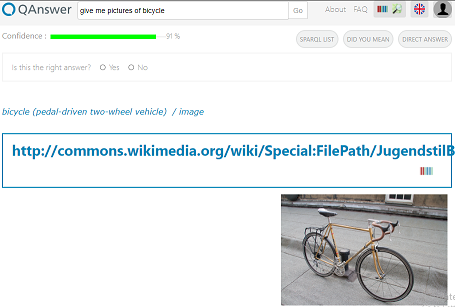 QAnswer give me pictures of bicycle Go About FAQ
Confidence : 91%
SPARQL LIST DID YOU MEAN DIRECT ANSWER
Is this the right answer? Yes No
bicycle (pedal-driven two-wheel vehicle) / image
http://commons.wikimedia.org/wiki/Special:FilePath/JugendstilB